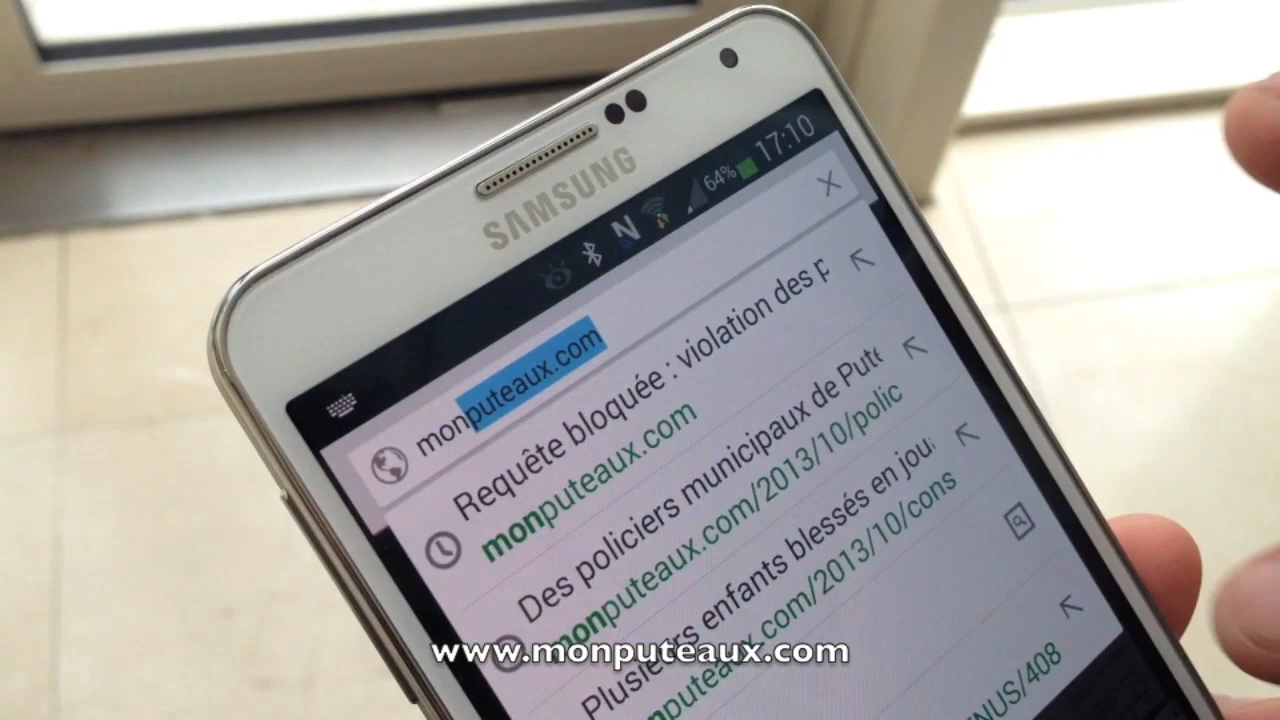 SAMSUNG
64% 17:10
monputeaux.com
Requête bloquée : violation des p
monputeaux.com
Des policiers municipaux de Pute
monputeaux.com/2013/10/polic
Plusieurs enfants blessés en jou
monputeaux.com/2013/10/cons
NUS/408
www.monputeaux.com